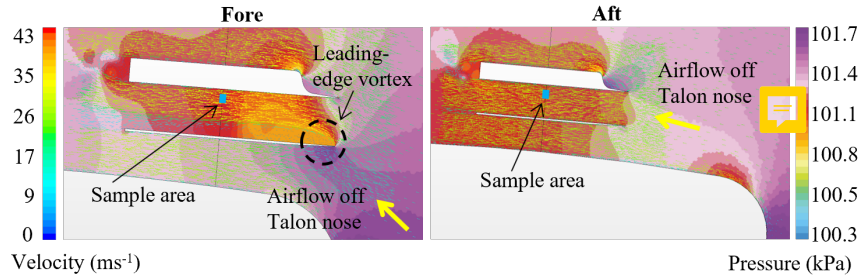 Fore
Aft
43
35
26
17
9
0
Velocity (ms⁻¹)
Leading-
edge vortex
Sample area
Airflow off
Talon nose
Airflow off
Talon nose
Sample area
101.7
101.4
101.1
100.8
100.5
100.3
Pressure (kPa)